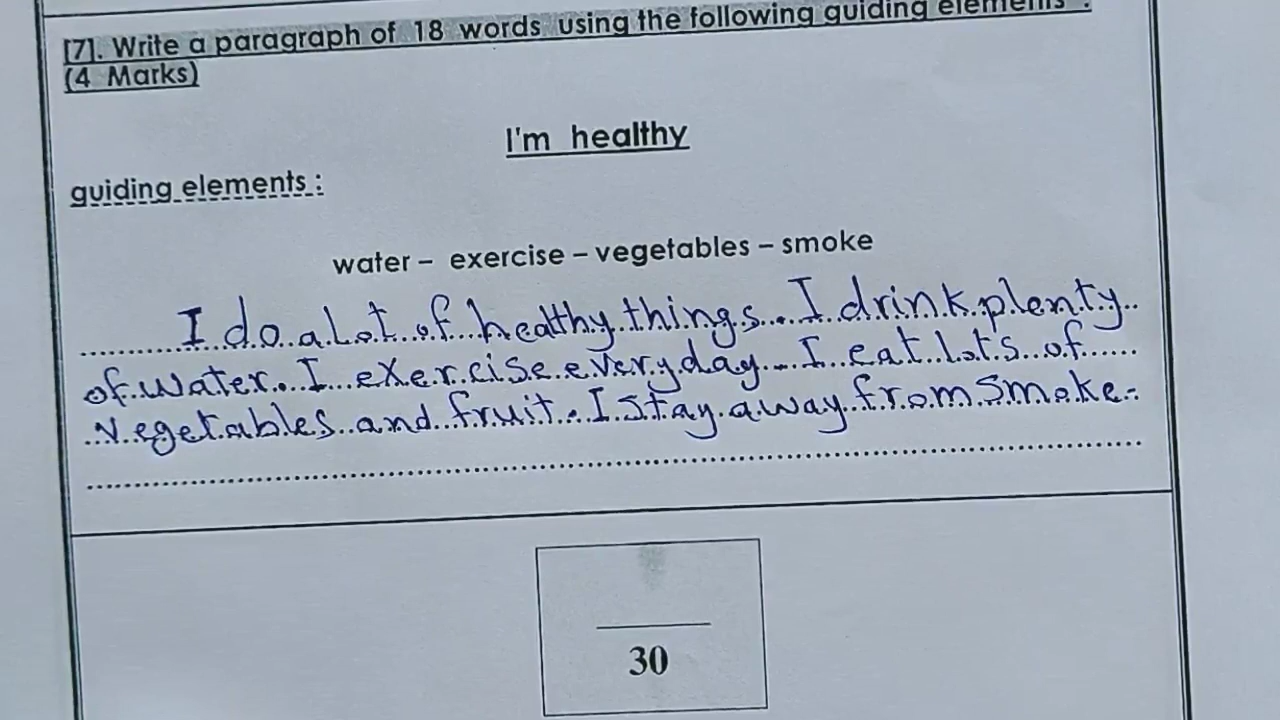 [7]. Write a paragraph of 18 words using the following guiding elements :
(4 Marks)
I'm healthy
guiding elements :
water – exercise – vegetables – smoke
I do a lot of healthy things. I drink plenty
of water. I exercise every day. I eat lots of
vegetables and fruit. I stay away from smoke.
30